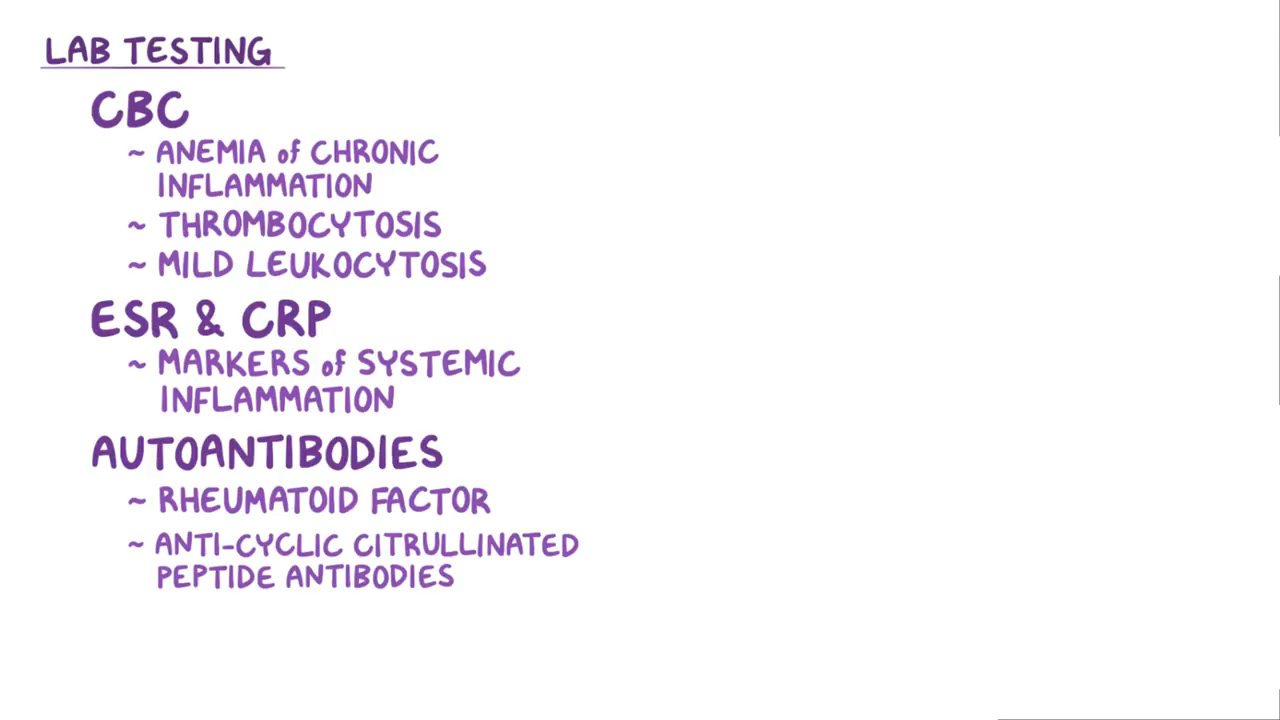 LAB TESTING
CBC
~ ANEMIA of CHRONIC
INFLAMMATION
~ THROMBOCYTOSIS
~ MILD LEUKOCYTOSIS
ESR & CRP
~ MARKERS of SYSTEMIC
INFLAMMATION
AUTOANTIBODIES
~ RHEUMATOID FACTOR
~ ANTI-CYCLIC CITRULLINATED
PEPTIDE ANTIBODIES